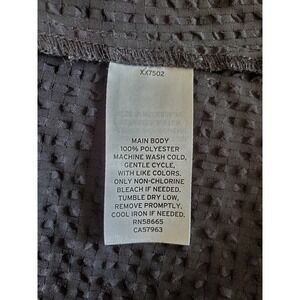 XX7502
MAIN BODY
100% POLYESTER
MACHINE WASH COLD,
GENTLE CYCLE,
WITH LIKE COLORS.
ONLY NON-CHLORINE
BLEACH IF NEEDED.
TUMBLE DRY LOW,
REMOVE PROMPTLY,
COOL IRON IF NEEDED.
RN58665
CA57963